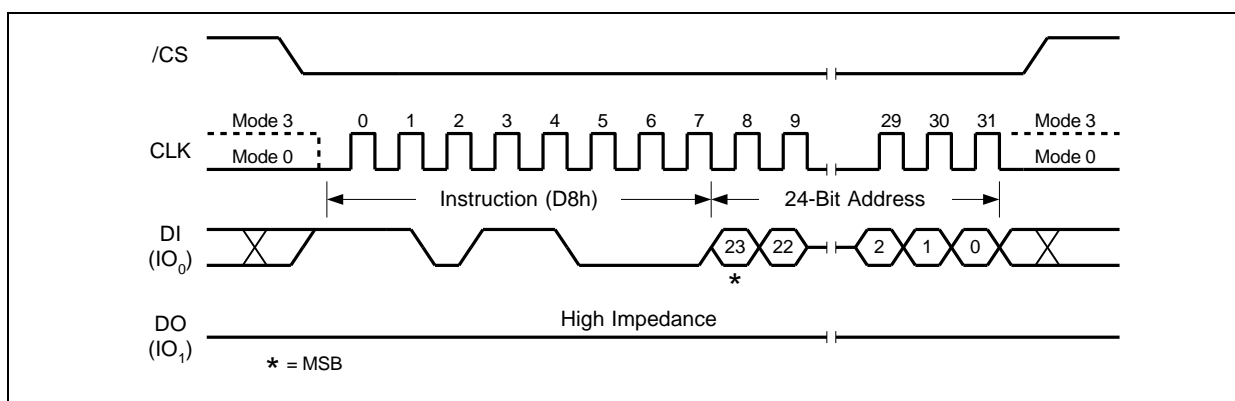 /CS
Mode 3 0 1 2 3 4 5 6 7 8 9 29 30 31 Mode 3
CLK
Mode 0 Mode 0
Instruction (D8h) 24-Bit Address
DI
(IO0) 23 22 2 1 0
*
High Impedance
DO
(IO1)
* = MSB